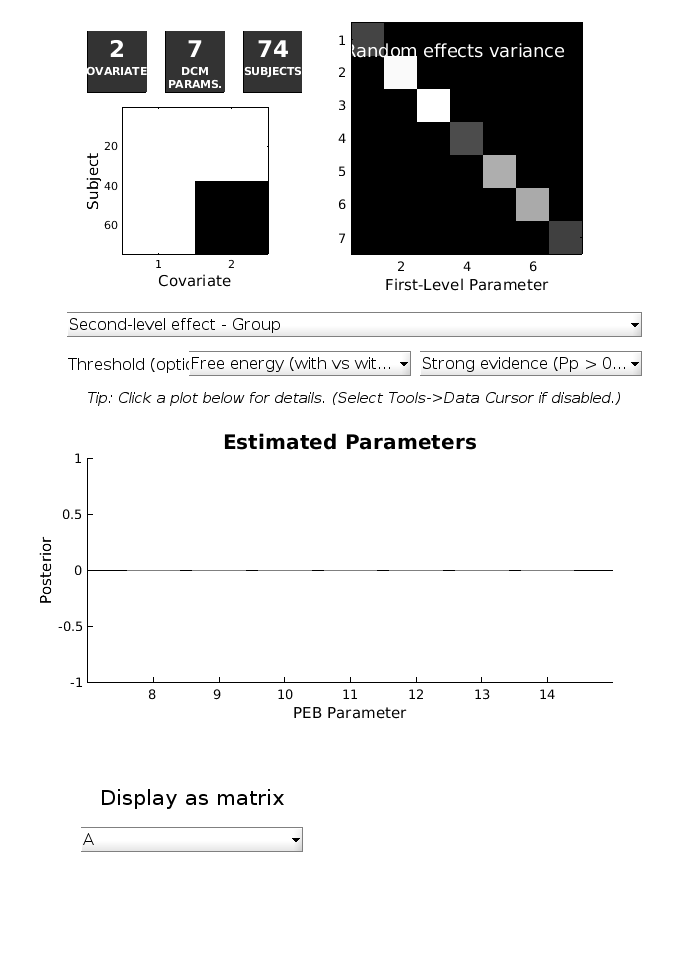 2
OVARIATE
7
DCM
PARAMS.
74
SUBJECTS
Random effects variance
1
2
3
4
5
6
7
2
4
6
First-Level Parameter
20
40
60
Subject
1
2
Covariate
Second-level effect - Group
Threshold (optic
Free energy (with vs wit...
Strong evidence (Pp > 0...
Tip: Click a plot below for details. (Select Tools->Data Cursor if disabled.)
Estimated Parameters
1
0.5
0
-0.5
-1
Posterior
8
9
10
11
12
13
14
PEB Parameter
Display as matrix
A